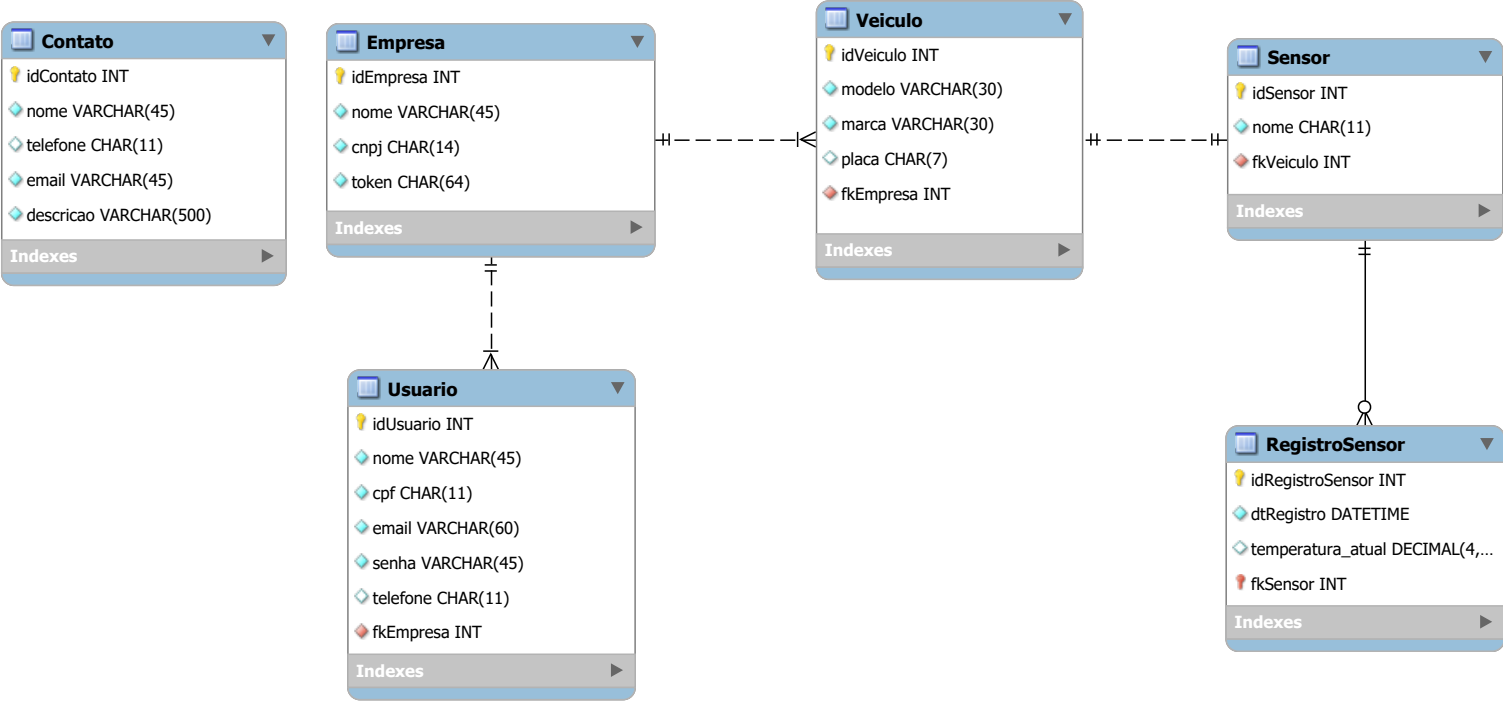 Contato
idContato INT
nome VARCHAR(45)
telefone CHAR(11)
email VARCHAR(45)
descricao VARCHAR(500)
Indexes
Empresa
idEmpresa INT
nome VARCHAR(45)
cnpj CHAR(14)
token CHAR(64)
Indexes
Veiculo
idVeiculo INT
modelo VARCHAR(30)
marca VARCHAR(30)
placa CHAR(7)
fkEmpresa INT
Indexes
Sensor
idSensor INT
nome CHAR(11)
fkVeiculo INT
Indexes
Usuario
idUsuario INT
nome VARCHAR(45)
cpf CHAR(11)
email VARCHAR(60)
senha VARCHAR(45)
telefone CHAR(11)
fkEmpresa INT
Indexes
RegistroSensor
idRegistroSensor INT
dtRegistro DATETIME
temperatura_atual DECIMAL(4,...
fkSensor INT
Indexes